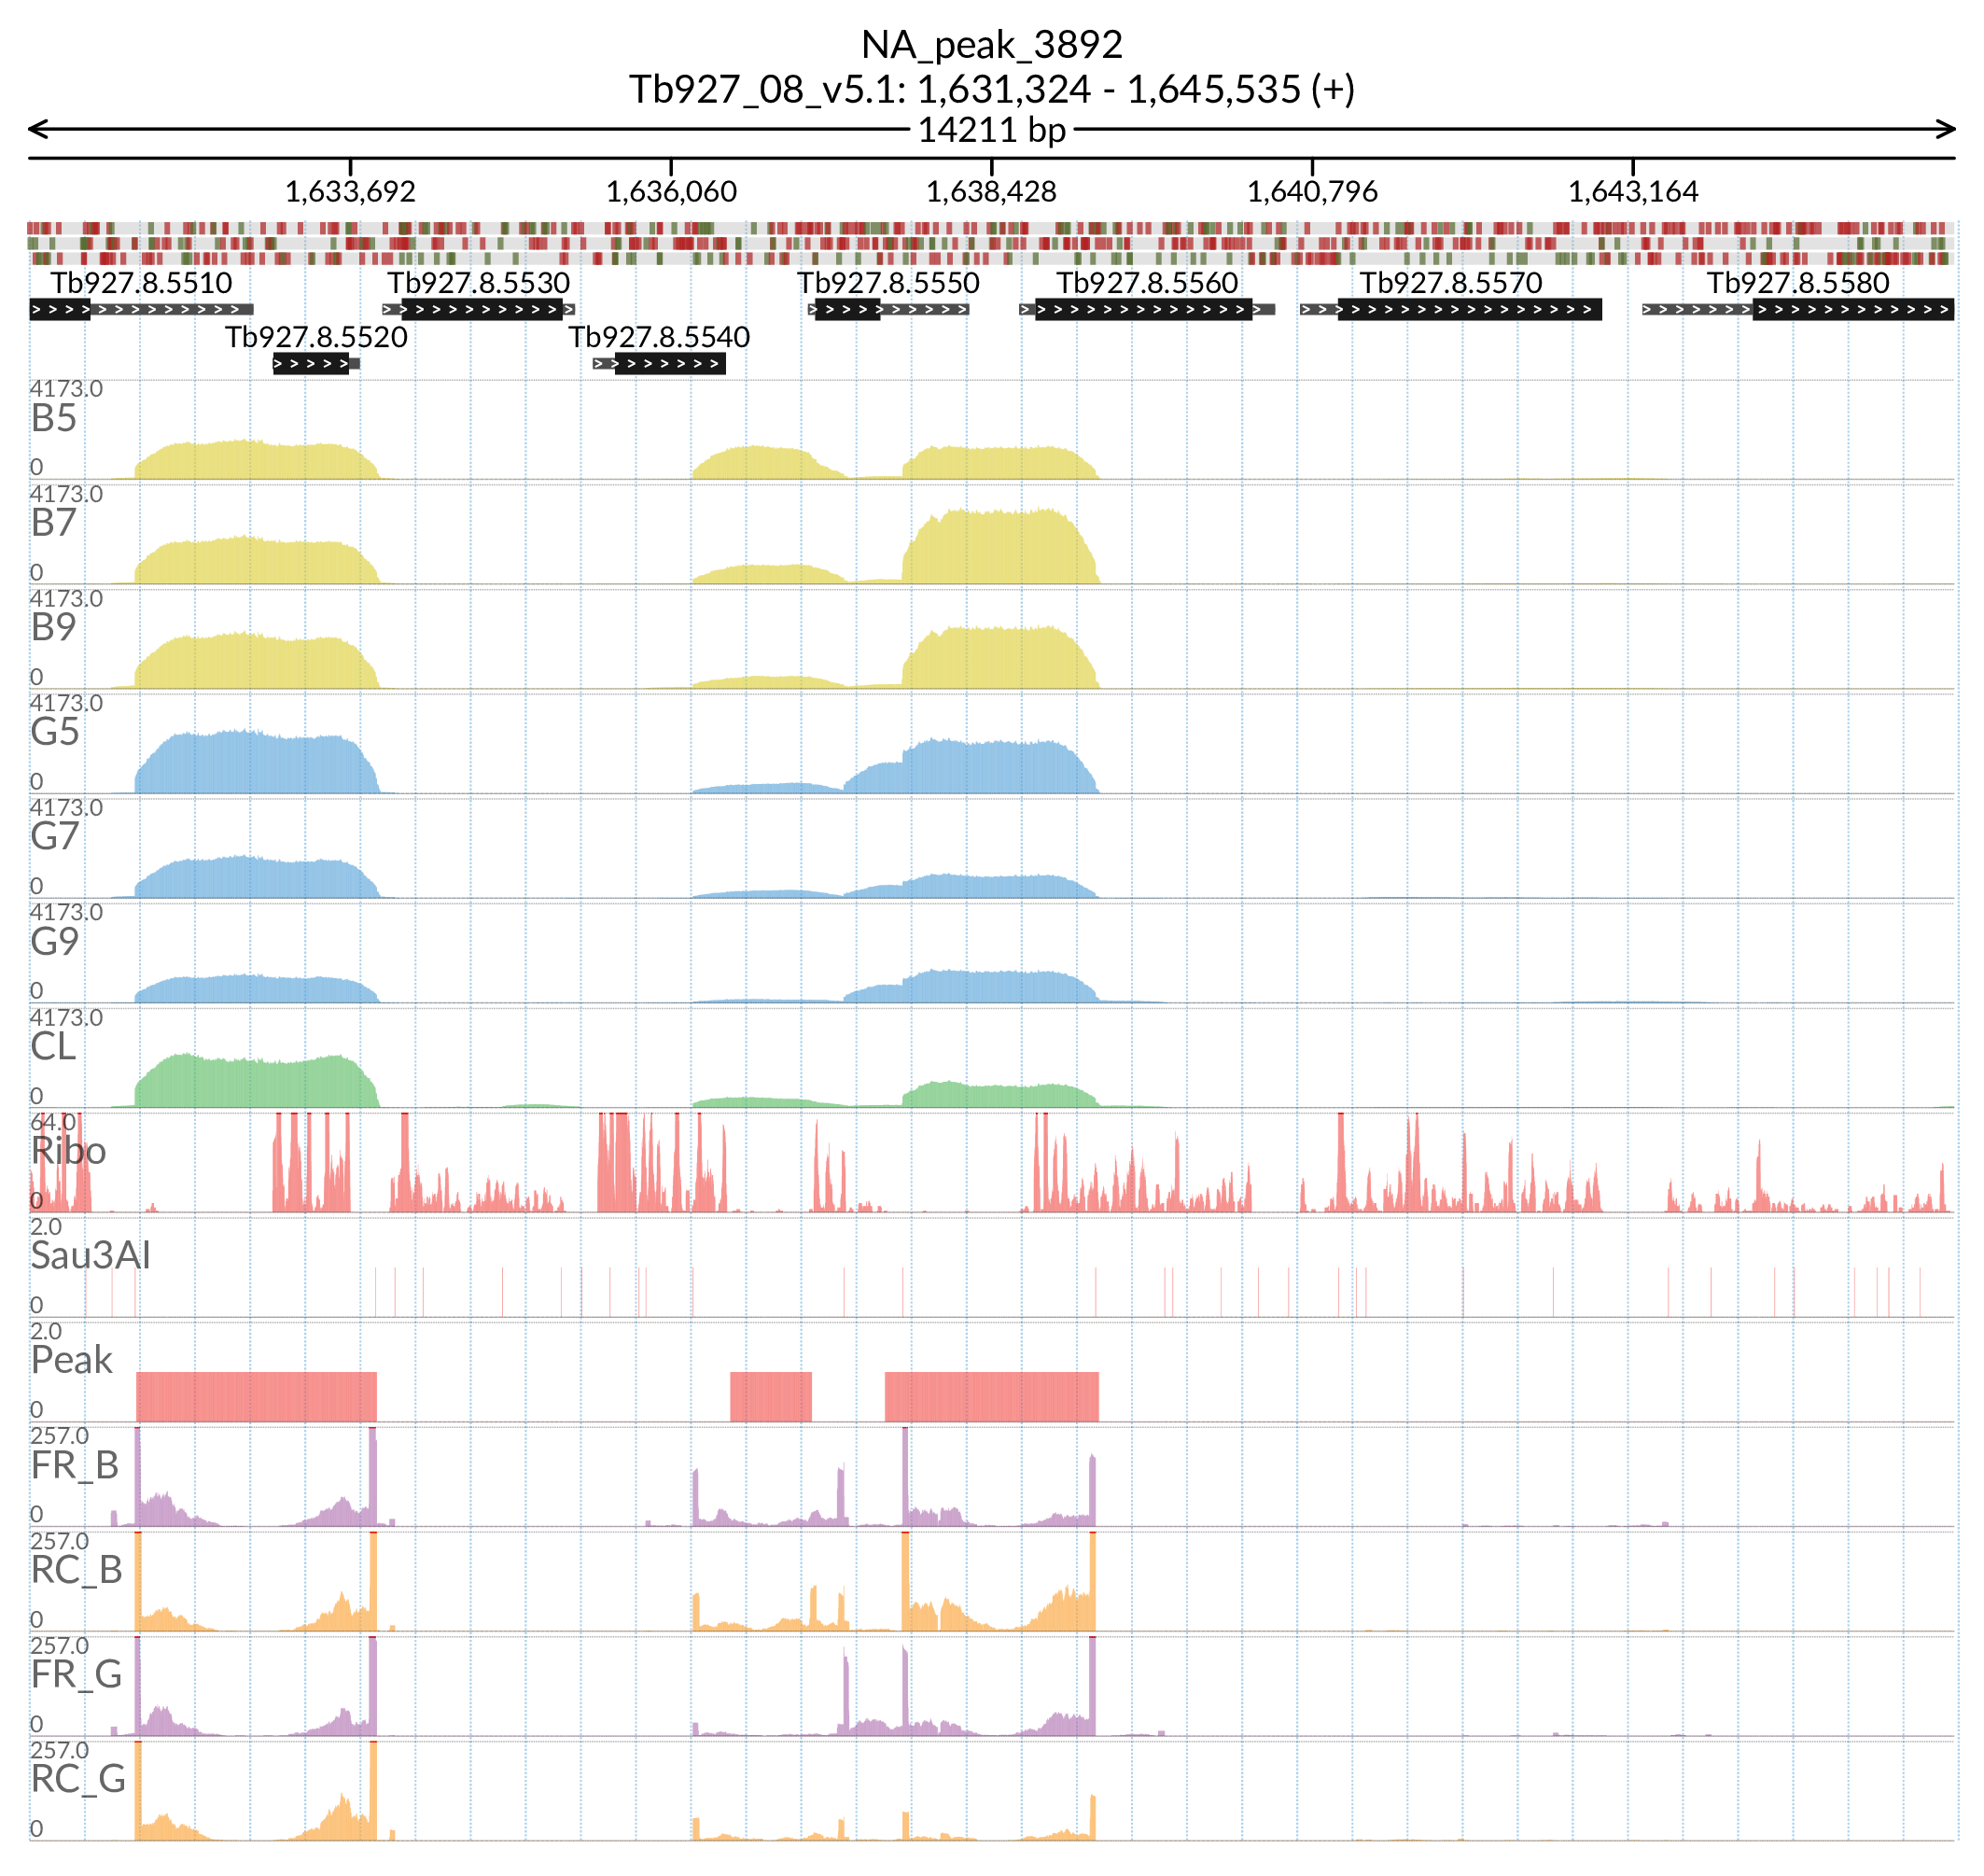 NA_peak_3892
Tb927_08_v5.1: 1,631,324 - 1,645,535 (+)
14211 bp
1,633,692 1,636,060 1,638,428 1,640,796 1,643,164
Tb927.8.5510 Tb927.8.5530 Tb927.8.5550 Tb927.8.5560 Tb927.8.5570 Tb927.8.5580
Tb927.8.5520 Tb927.8.5540
4173.0
B5
0
4173.0
B7
0
4173.0
B9
0
4173.0
G5
0
4173.0
G7
0
4173.0
G9
0
4173.0
CL
0
64.0
Ribo
0
2.0
Sau3AI
0
2.0
Peak
0
257.0
FR_B
0
257.0
RC_B
0
257.0
FR_G
0
257.0
RC_G
0